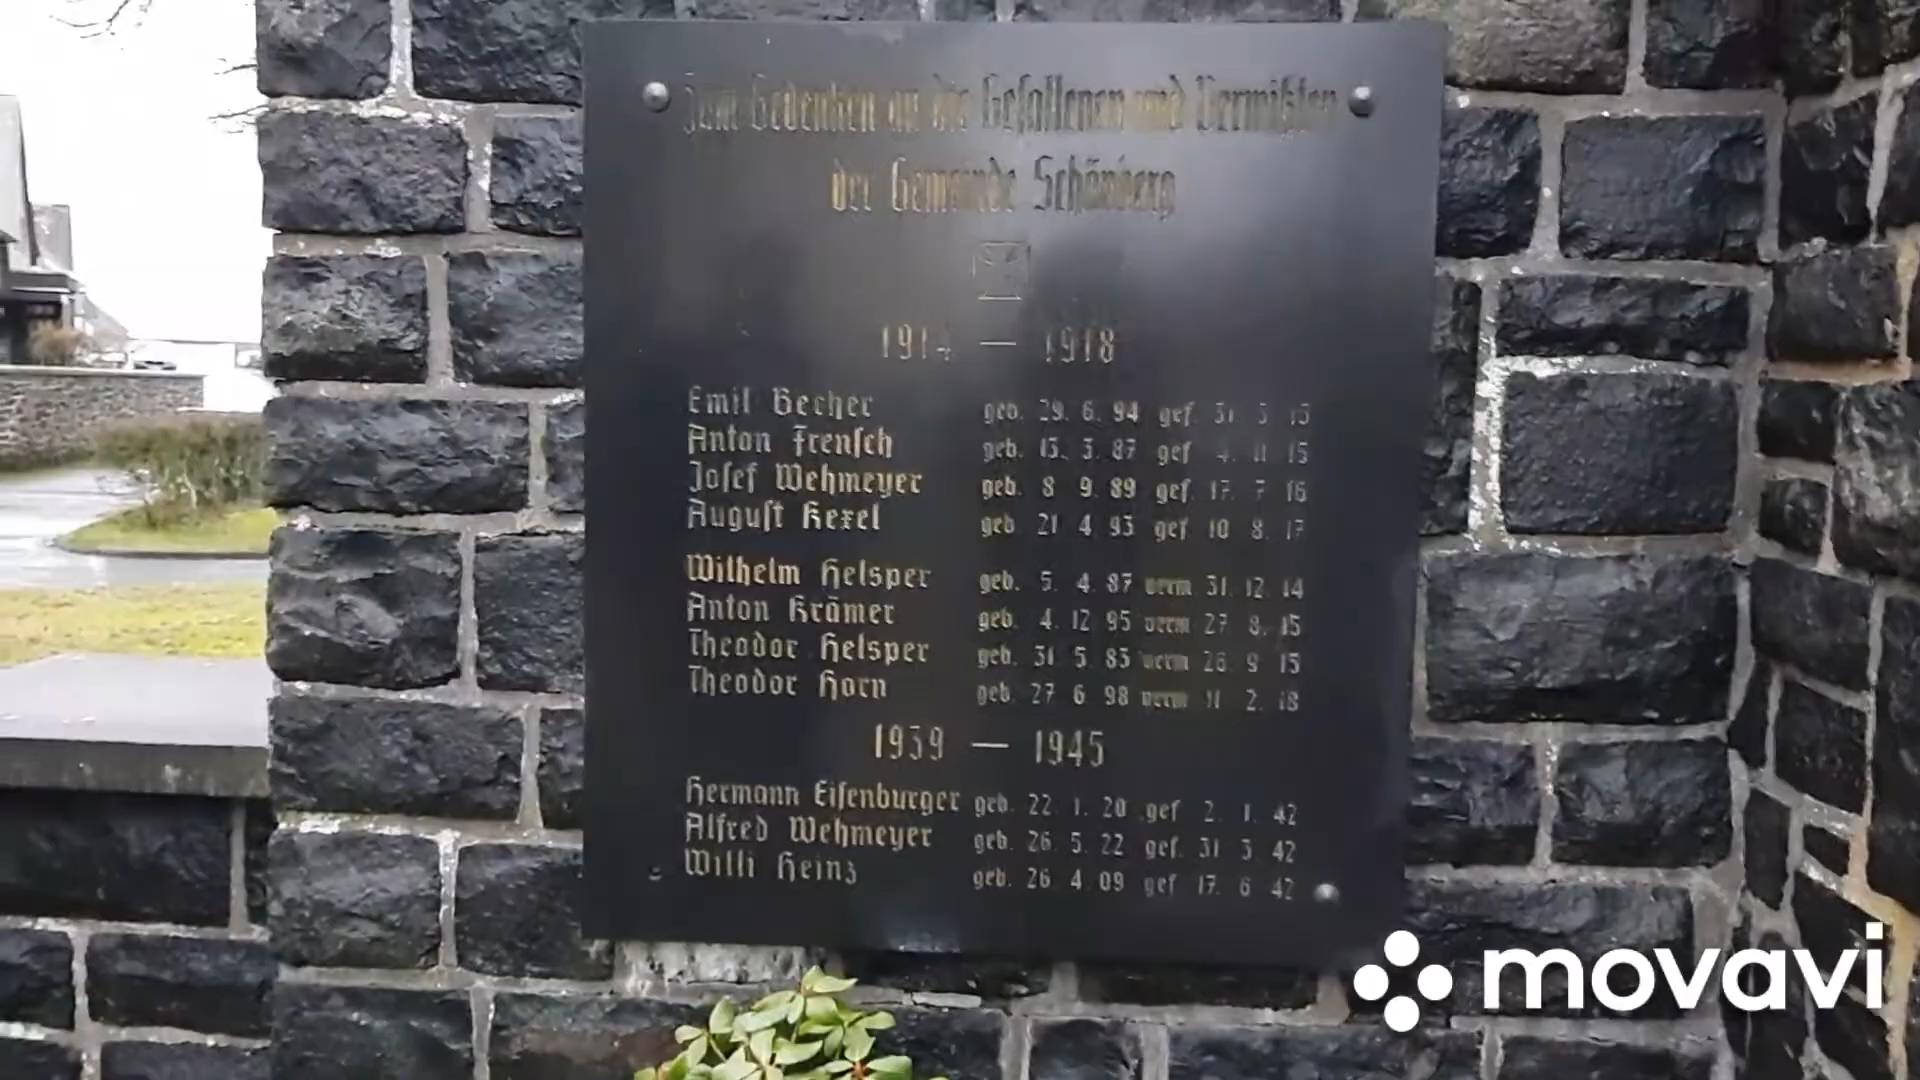 Zum Gedenken an die Gefallenen und Vermißten
der Gemeinde Schönberg
1914 — 1918
Emil Becher geb. 29. 6. 94 gef. 31 5 15
Anton Frensch geb. 13. 3. 87 gef 4. 11 15
Josef Wehmeyer geb. 8 9. 89 gef. 17. 7 16
August Hexel geb 21 4 93 gef 10 8. 17
Wilhelm Helsper geb. 5. 4. 87 verm 31. 12. 14
Anton Krämer geb. 4. 12 95 verm 27 8. 15
Theodor Helsper geb. 31 5. 83 verm 26 9 15
Theodor Horn geb. 27 6 98 verm 11 2. 18
1939 — 1945
Hermann Eisenburger geb. 22. 1. 20 gef 2. 1. 42
Alfred Wehmeyer geb. 26. 5. 22 gef. 31 3 42
Willi Heinz geb. 26. 4. 09 gef 17. 6 42
movavi